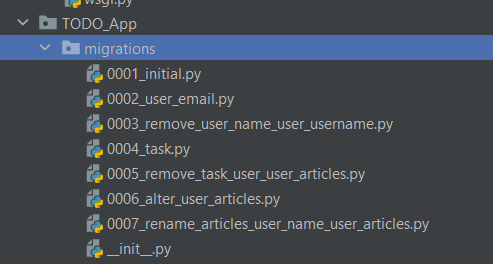 wsgi.py
TODO_App
migrations
0001_initial.py
0002_user_email.py
0003_remove_user_name_user_username.py
0004_task.py
0005_remove_task_user_user_articles.py
0006_alter_user_articles.py
0007_rename_articles_user_name_user_articles.py
__init__.py